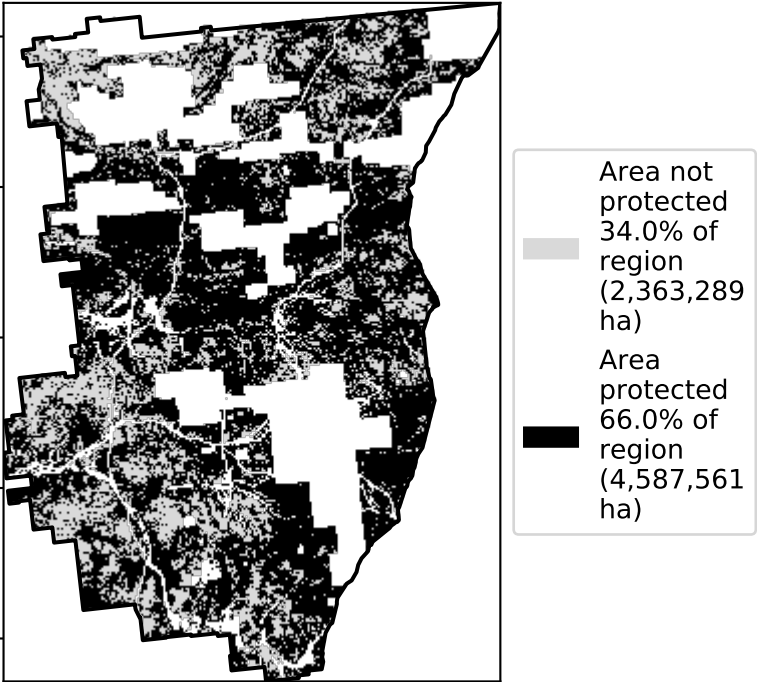 Area not
protected
34.0% of
region
(2,363,289
ha)
Area
protected
66.0% of
region
(4,587,561
ha)